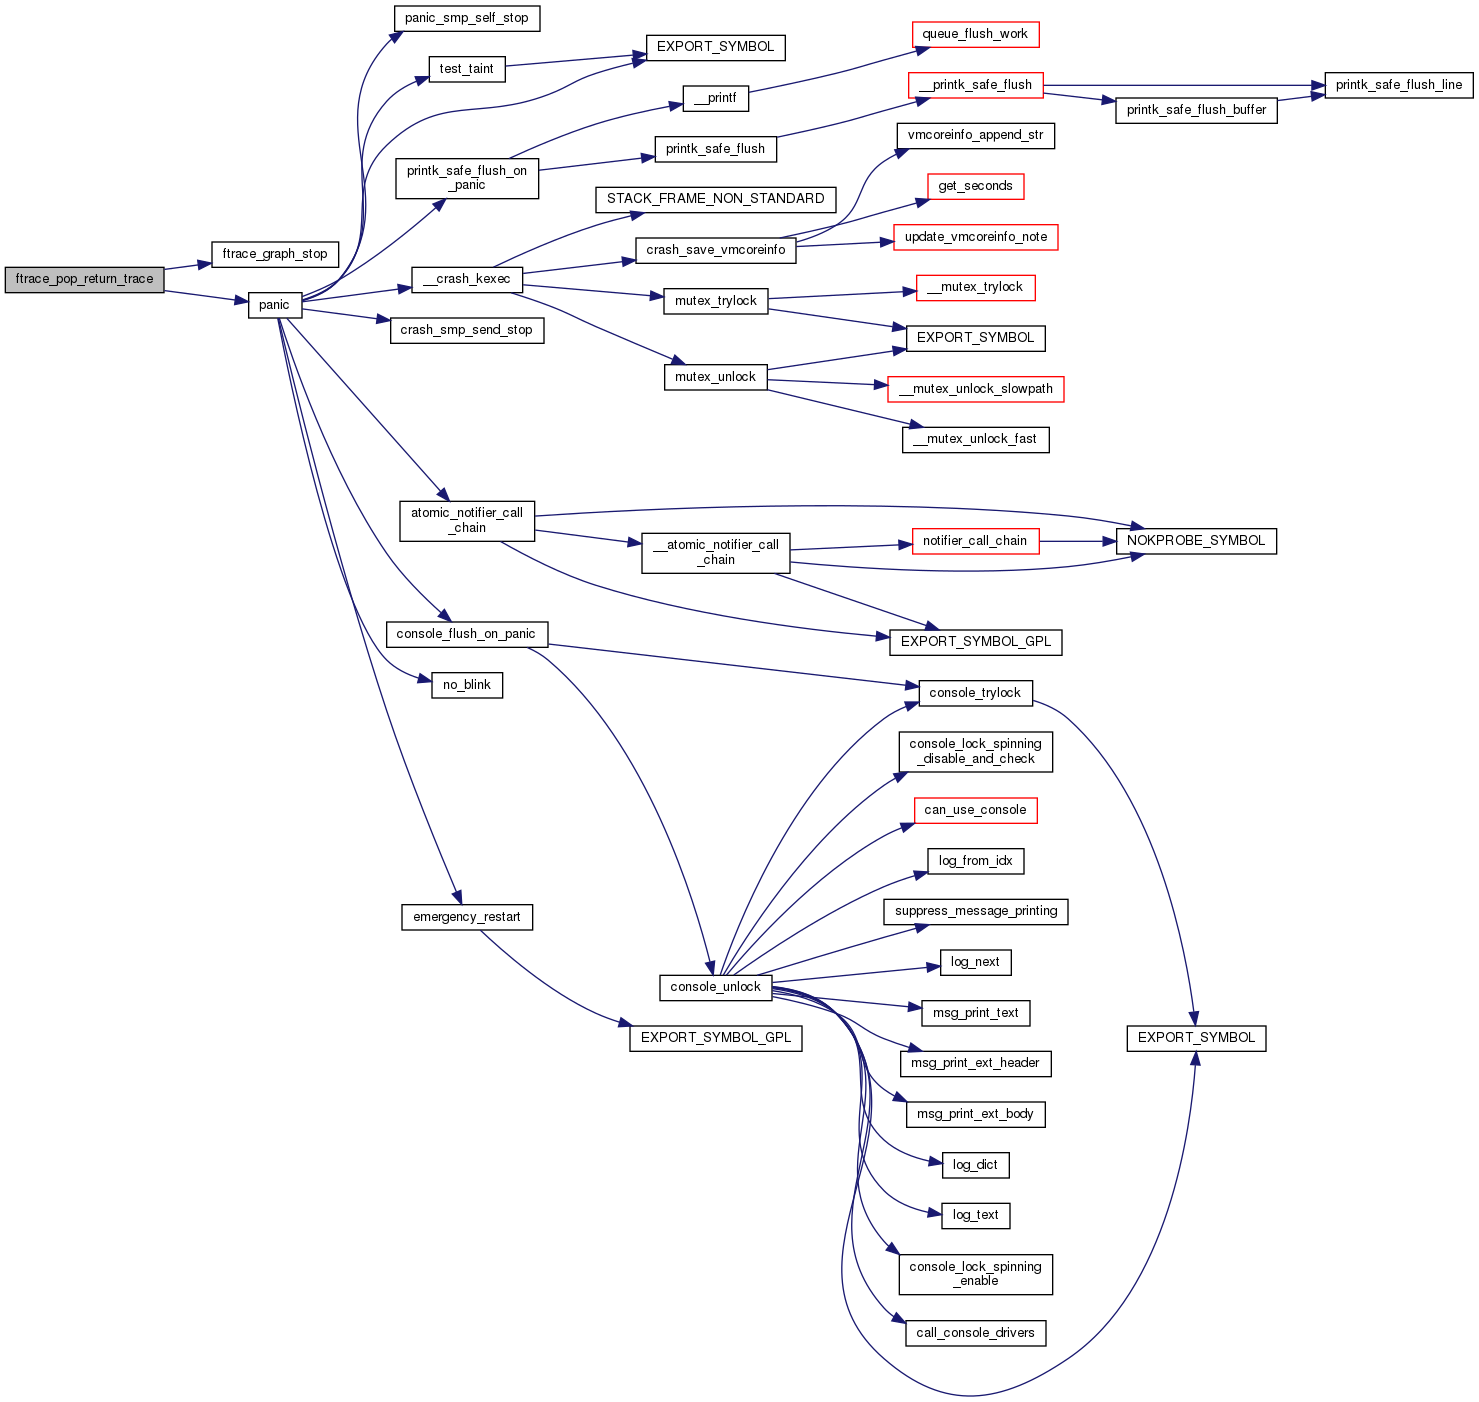 panic_smp_self_stop
queue_flush_work
EXPORT_SYMBOL
test_taint
__printk_safe_flush
printk_safe_flush_line
__printf
printk_safe_flush_buffer
vmcoreinfo_append_str
printk_safe_flush
printk_safe_flush_on
_panic
get_seconds
STACK_FRAME_NON_STANDARD
update_vmcoreinfo_note
crash_save_vmcoreinfo
ftrace_graph_stop
ftrace_pop_return_trace
__crash_kexec
__mutex_trylock
mutex_trylock
panic
crash_smp_send_stop
EXPORT_SYMBOL
mutex_unlock
__mutex_unlock_slowpath
__mutex_unlock_fast
atomic_notifier_call
_chain
__atomic_notifier_call
_chain
notifier_call_chain
NOKPROBE_SYMBOL
console_flush_on_panic
EXPORT_SYMBOL_GPL
no_blink
console_trylock
console_lock_spinning
_disable_and_check
can_use_console
log_from_idx
suppress_message_printing
emergency_restart
log_next
console_unlock
msg_print_text
EXPORT_SYMBOL_GPL
EXPORT_SYMBOL
msg_print_ext_header
msg_print_ext_body
log_dict
log_text
console_lock_spinning
_enable
call_console_drivers